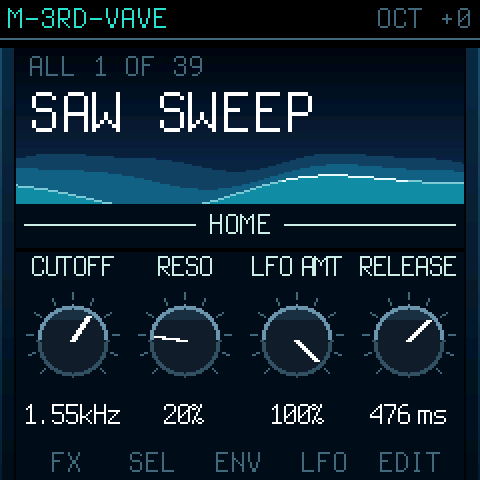 M-3RD-VAVE OCT +0
ALL 1 OF 39
SAW SWEEP
HOME
CUTOFF RESO LFO AMT RELEASE
1.55kHz 20% 100% 476 ms
FX SEL ENV LFO EDIT